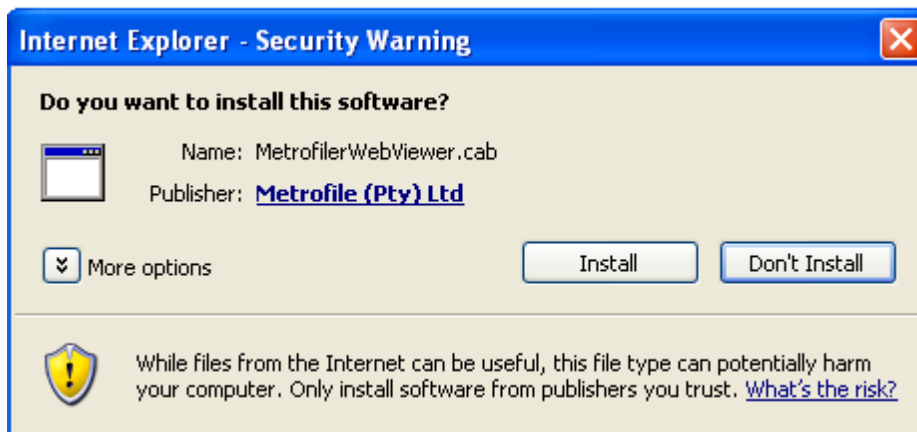 Internet Explorer - Security Warning
Do you want to install this software?
Name: MetrofilerWebViewer.cab
Publisher: Metrofile (Pty) Ltd
More options
Install
Don't Install
While files from the Internet can be useful, this file type can potentially harm
your computer. Only install software from publishers you trust. What's the risk?